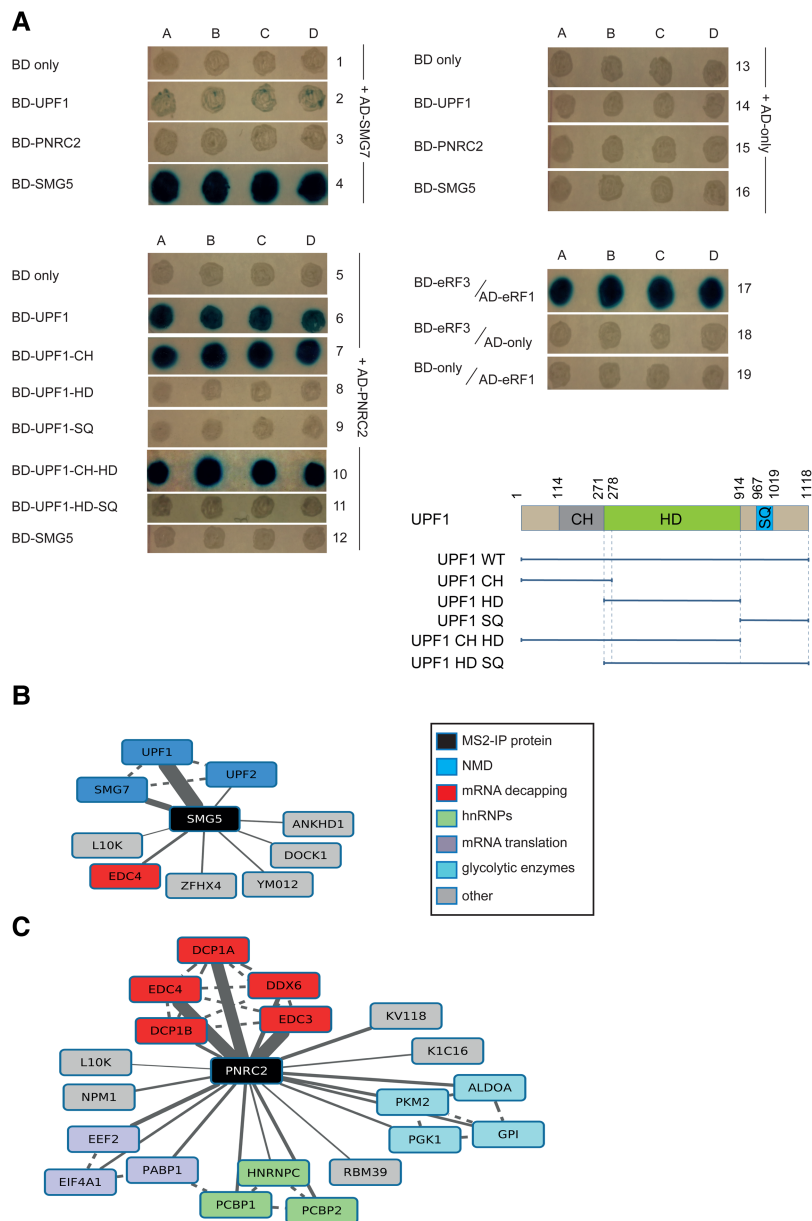 A
A B C D
BD only 1
BD-UPF1 2
BD-PNRC2 3
BD-SMG5 4
+ AD-SMG7
A B C D
BD only 5
BD-UPF1 6
BD-UPF1-CH 7
BD-UPF1-HD 8
BD-UPF1-SQ 9
BD-UPF1-CH-HD 10
BD-UPF1-HD-SQ 11
BD-SMG5 12
+ AD-PNRC2
A B C D
BD only 13
BD-UPF1 14
BD-PNRC2 15
BD-SMG5 16
+ AD-only
A B C D
BD-eRF3 / AD-eRF1 17
BD-eRF3 / AD-only 18
BD-only / AD-eRF1 19
1 114 271 278 914 967 1019 1118
UPF1 CH HD SQ
UPF1 WT
UPF1 CH
UPF1 HD
UPF1 SQ
UPF1 CH HD
UPF1 HD SQ
B
UPF1
UPF2
SMG7
SMG5
ANKHD1
L10K
DOCK1
EDC4
ZFHX4
YM012
MS2-IP protein
NMD
mRNA decapping
hnRNPs
mRNA translation
glycolytic enzymes
other
C
DCP1A
EDC4
DDX6
DCP1B
EDC3
KV118
K1C16
L10K
PNRC2
NPM1
ALDOA
PKM2
PGK1
GPI
EEF2
EIF4A1
PABP1
HNRNPC
RBM39
PCBP1
PCBP2